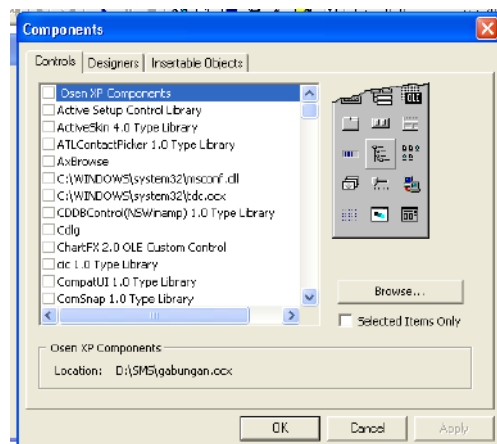 Components
Controls Designers Insertable Objects
Osen XP Components
Active Setup Control Library
ActiveSkin 4.0 Type Library
ATLContactPicker 1.0 Type Library
AxBrowse
C:\WINDOWS\system32\msconf.dll
C:\WINDOWS\system32\tdc.ocx
CDDBControl(NSWinamp) 1.0 Type Library
Cdlg
ChartFX 2.0 OLE Custom Control
cic 1.0 Type Library
CompatUI 1.0 Type Library
ComSnap 1.0 Type Library
OLE
Browse...
Selected Items Only
Osen XP Components
Location: D:\SMS\gabungan.ocx
OK Cancel Apply